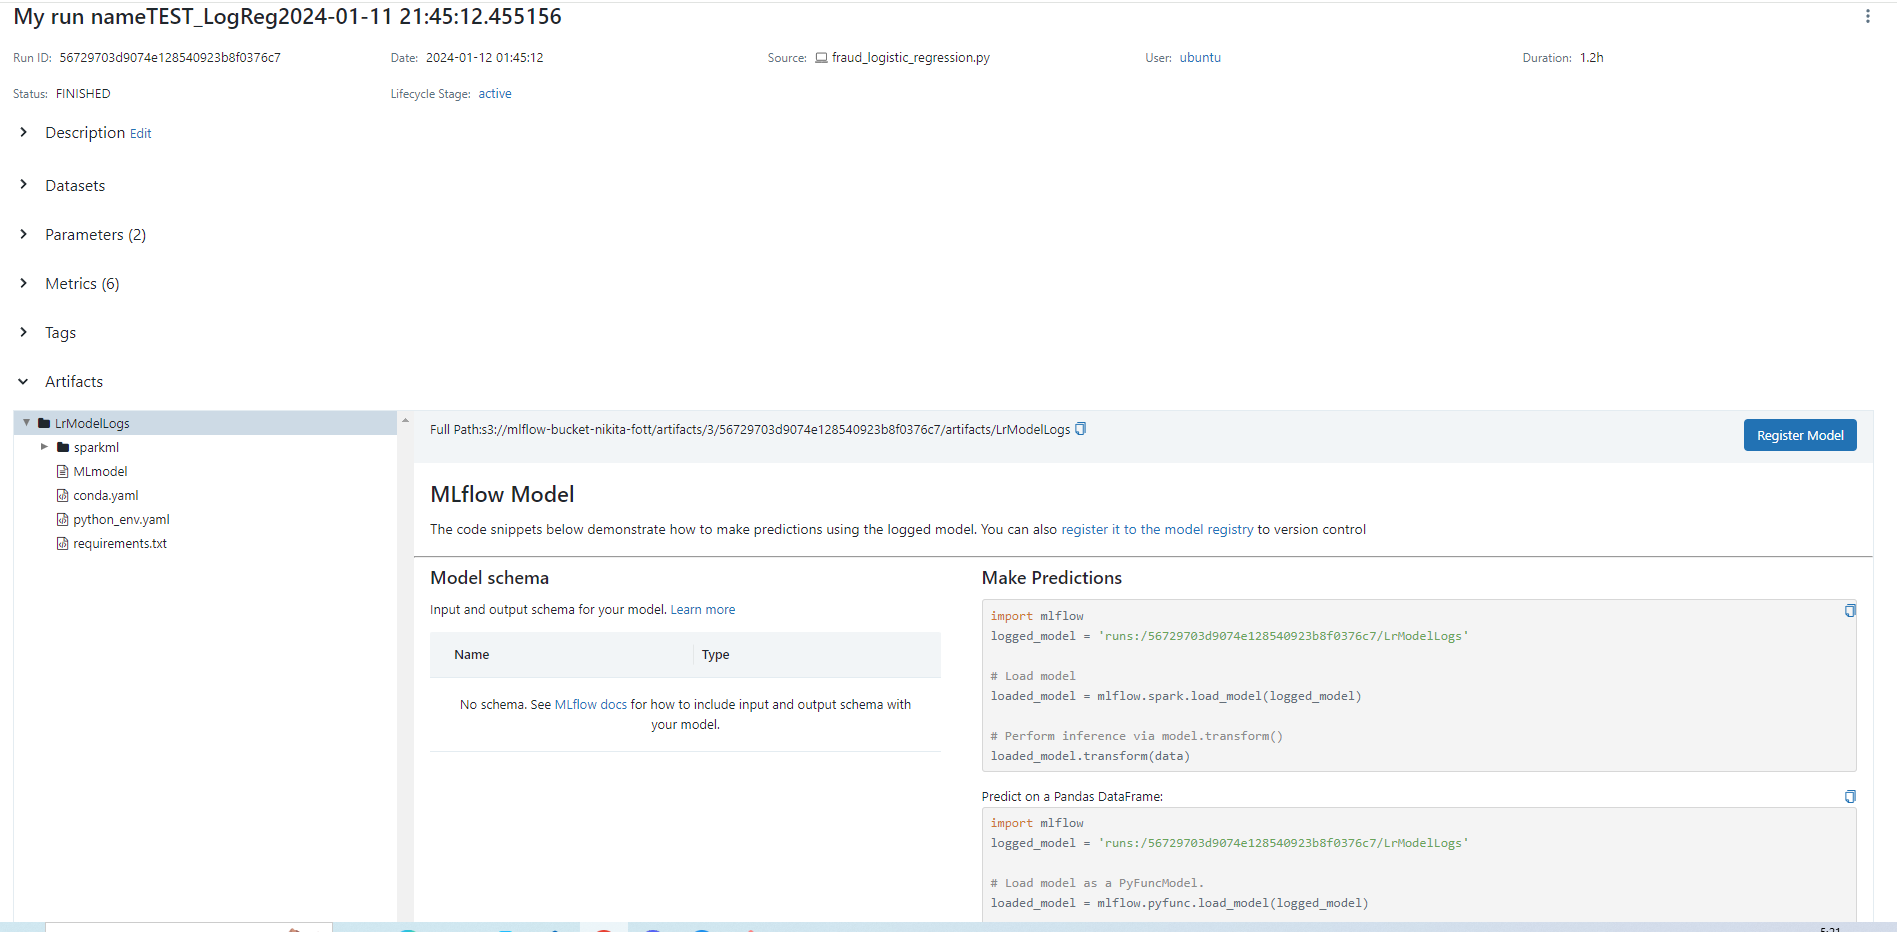 My run nameTEST_LogReg2024-01-11 21:45:12.455156
Run ID: 56729703d9074e128540923b8f0376c7 Date: 2024-01-12 01:45:12 Source: fraud_logistic_regression.py User: ubuntu Duration: 1.2h
Status: FINISHED Lifecycle Stage: active
Description Edit
Datasets
Parameters (2)
Metrics (6)
Tags
Artifacts
LrModelLogs
sparkml
MLmodel
conda.yaml
python_env.yaml
requirements.txt
Full Path:s3://mlflow-bucket-nikita-fott/artifacts/3/56729703d9074e128540923b8f0376c7/artifacts/LrModelLogs
Register Model
MLflow Model
The code snippets below demonstrate how to make predictions using the logged model. You can also register it to the model registry to version control
Model schema
Input and output schema for your model. Learn more
Name Type
No schema. See MLflow docs for how to include input and output schema with
your model.
Make Predictions
import mlflow
logged_model = 'runs:/56729703d9074e128540923b8f0376c7/LrModelLogs'
# Load model
loaded_model = mlflow.spark.load_model(logged_model)
# Perform inference via model.transform()
loaded_model.transform(data)
Predict on a Pandas DataFrame:
import mlflow
logged_model = 'runs:/56729703d9074e128540923b8f0376c7/LrModelLogs'
# Load model as a PyFuncModel.
loaded_model = mlflow.pyfunc.load_model(logged_model)